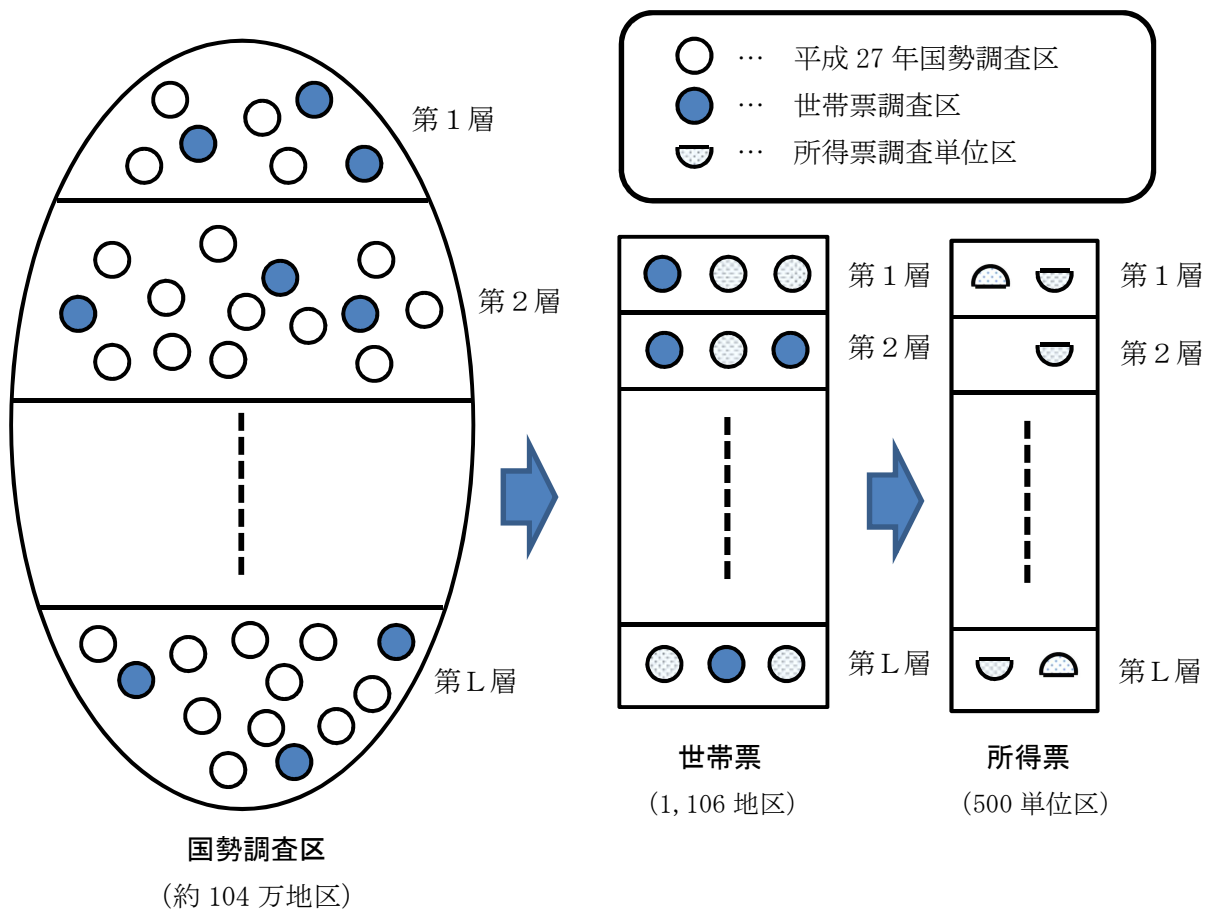 … 平成 27 年国勢調査区
… 世帯票調査区
… 所得票調査単位区
第１層
第２層
第Ｌ層
国勢調査区
（約 104 万地区）
第１層
第２層
第Ｌ層
世帯票
（1, 106 地区）
第１層
第２層
第Ｌ層
所得票
（500 単位区）